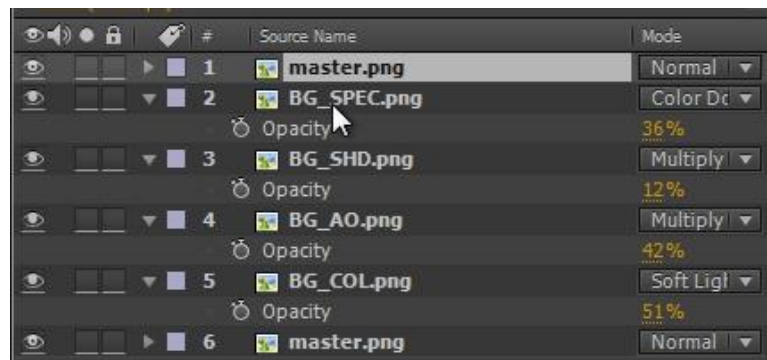 # Source Name Mode
1 master.png Normal
2 BG_SPEC.png Color Dc
Opacity 36%
3 BG_SHD.png Multiply
Opacity 12%
4 BG_AO.png Multiply
Opacity 42%
5 BG_COL.png Soft Ligh
Opacity 51%
6 master.png Normal